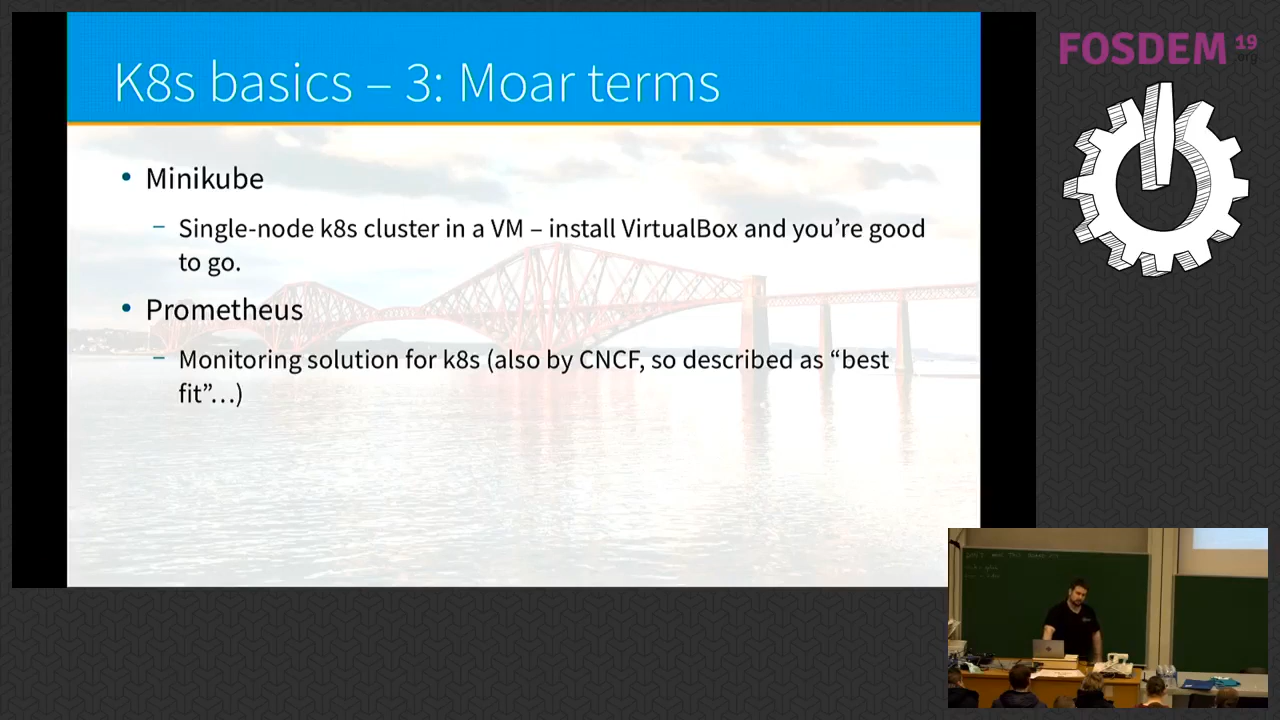 K8s basics – 3: Moar terms
• Minikube
– Single-node k8s cluster in a VM – install VirtualBox and you’re good
to go.
• Prometheus
– Monitoring solution for k8s (also by CNCF, so described as “best
fit”…)
FOSDEM 19
.org